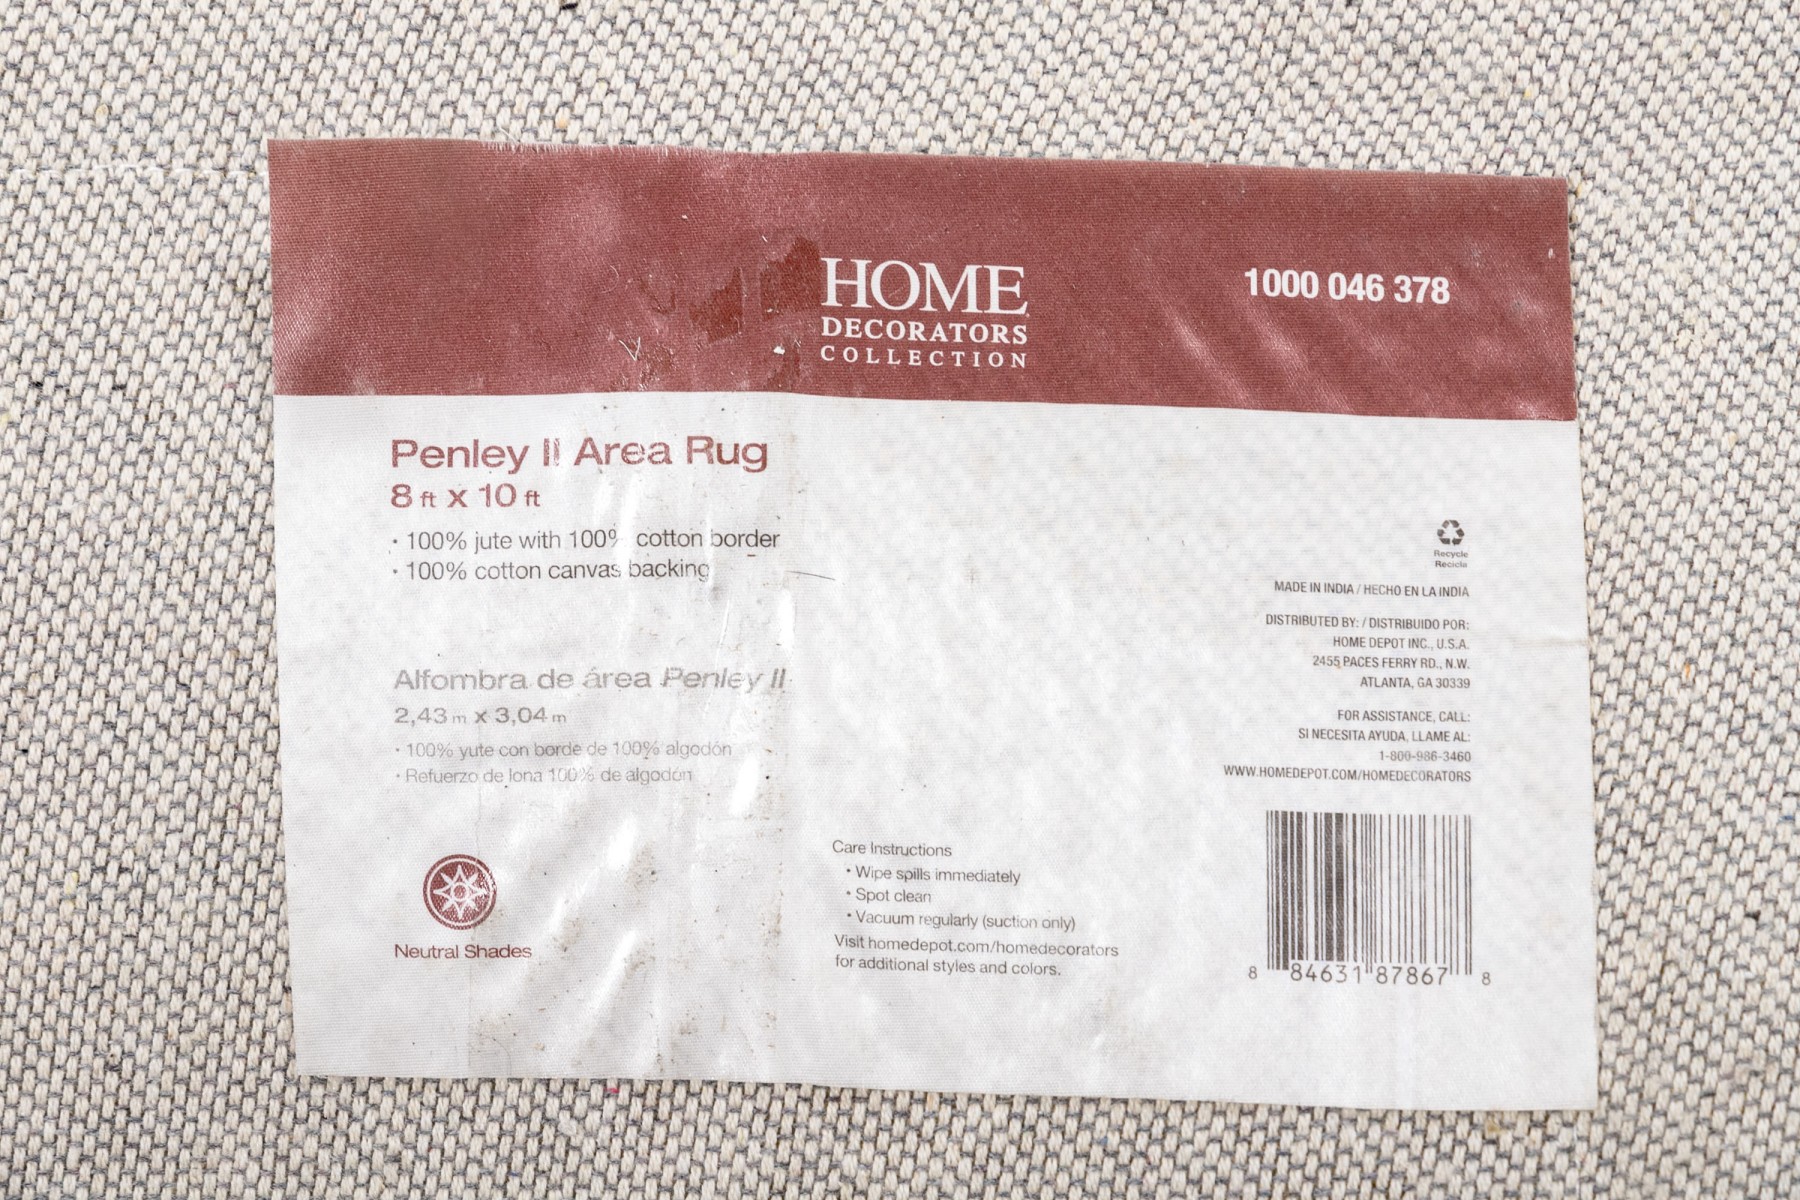 HOME
DECORATORS
COLLECTION
1000 046 378
Penley II Area Rug
8 ft x 10 ft
• 100% jute with 100% cotton border
• 100% cotton canvas backing
Alfombra de área Penley II
2,43 m x 3,04 m
• 100% yute con borde de 100% algodón
• Refuerzo de lona 100% de algodón
Neutral Shades
Care Instructions
• Wipe spills immediately
• Spot clean
• Vacuum regularly (suction only)
Visit homedepot.com/homedecorators
for additional styles and colors.
Recycle
Recicla
MADE IN INDIA / HECHO EN LA INDIA
DISTRIBUTED BY: / DISTRIBUIDO POR:
HOME DEPOT INC., U.S.A.
2455 PACES FERRY RD., N.W.
ATLANTA, GA 30339
FOR ASSISTANCE, CALL:
SI NECESITA AYUDA, LLAME AL:
1-800-986-3460
WWW.HOMEDEPOT.COM/HOMEDECORATORS
8 84631 87867 8